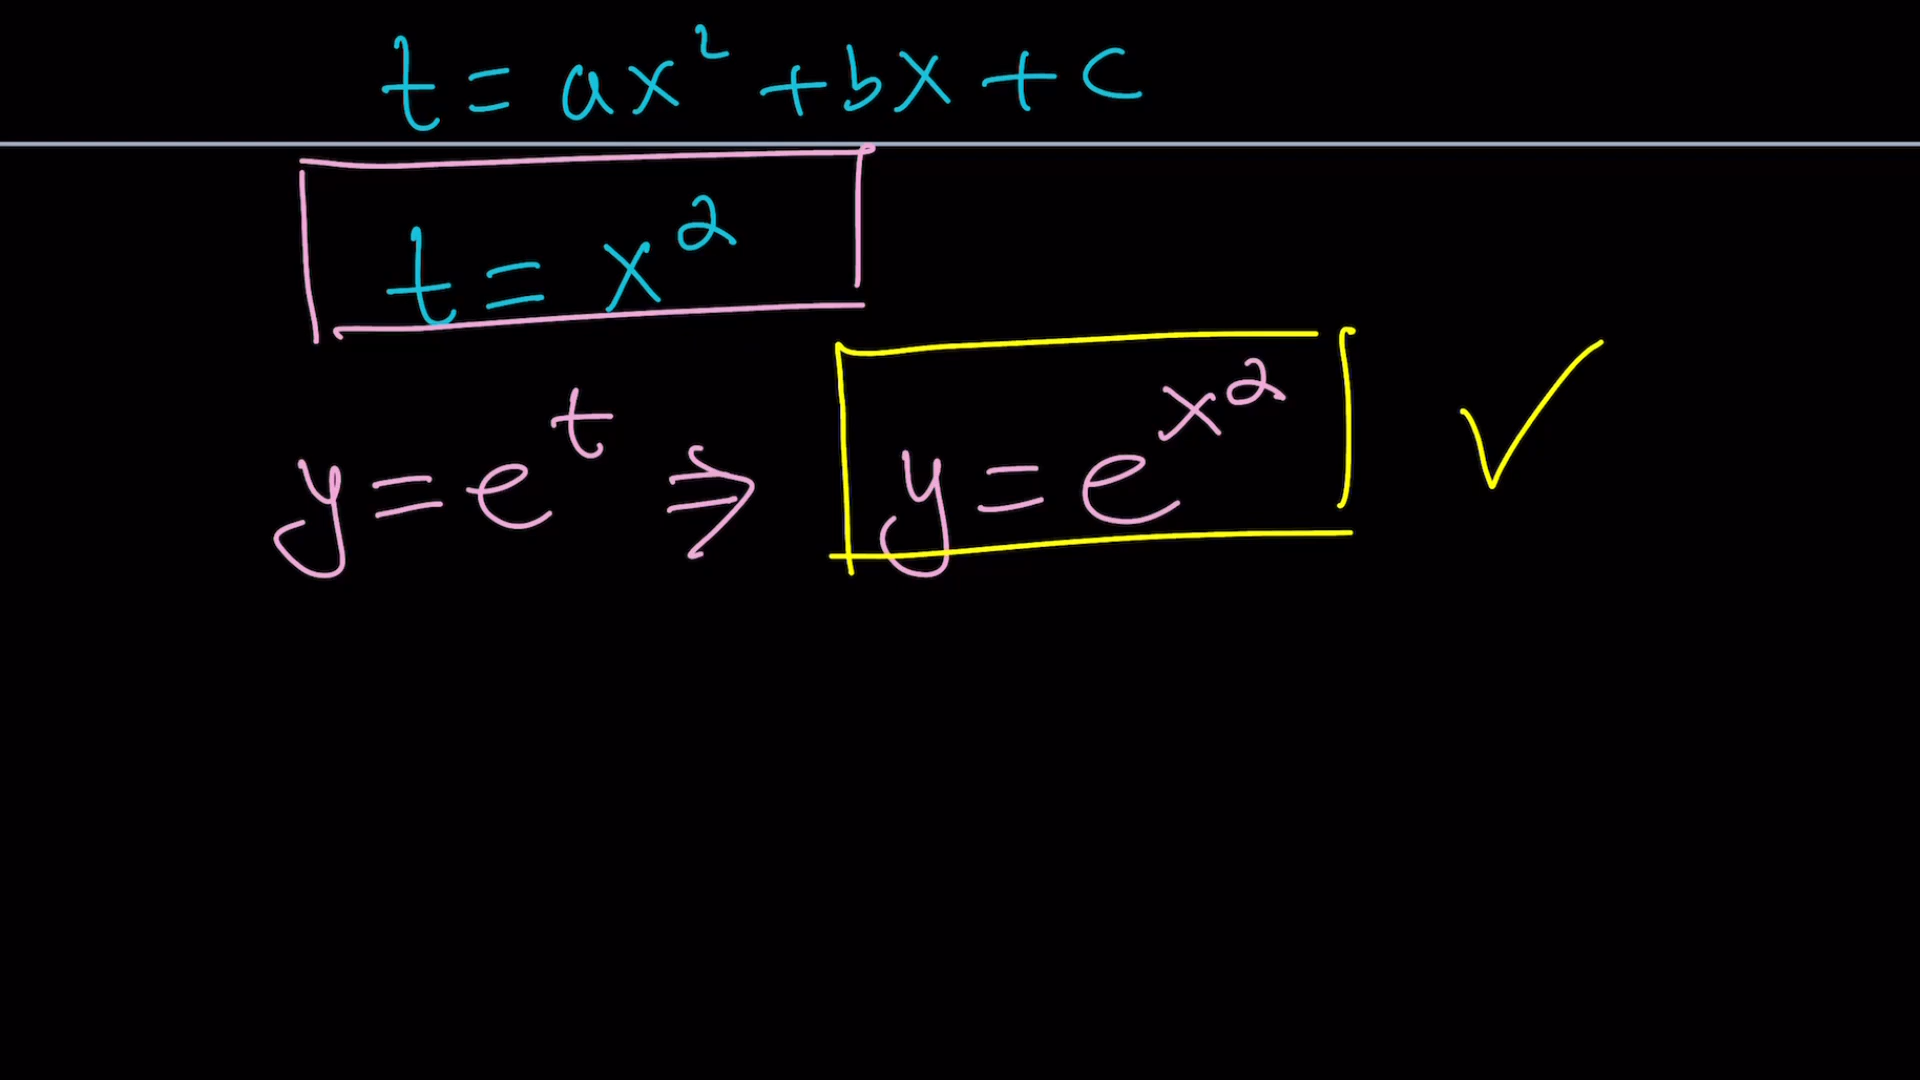 t = ax² + bx + c
t = x²
y = e^t ⇒ y = e^x² ✓